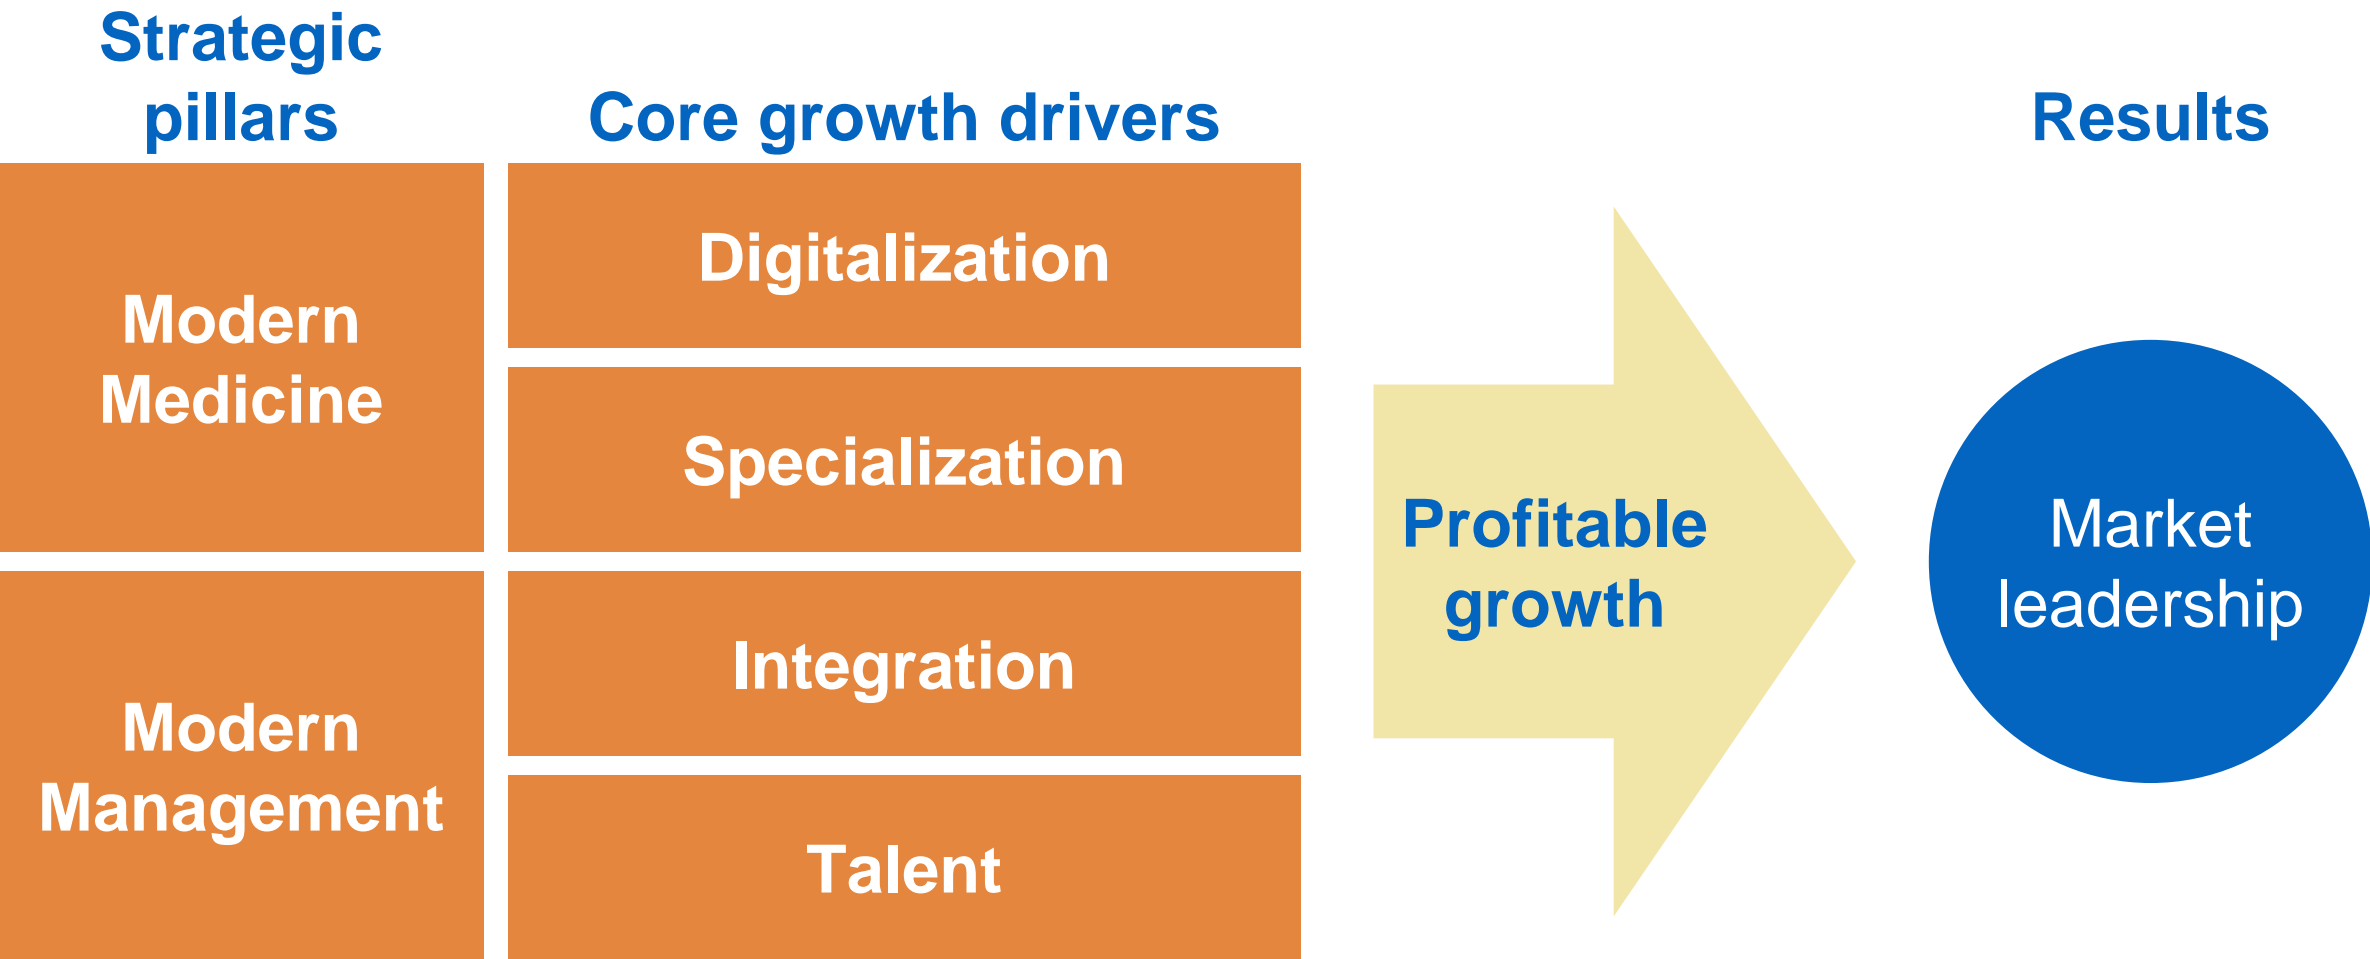 Strategic
pillars
Core growth drivers
Results
Modern
Medicine
Modern
Management
Digitalization
Specialization
Integration
Talent
Profitable
growth
Market
leadership